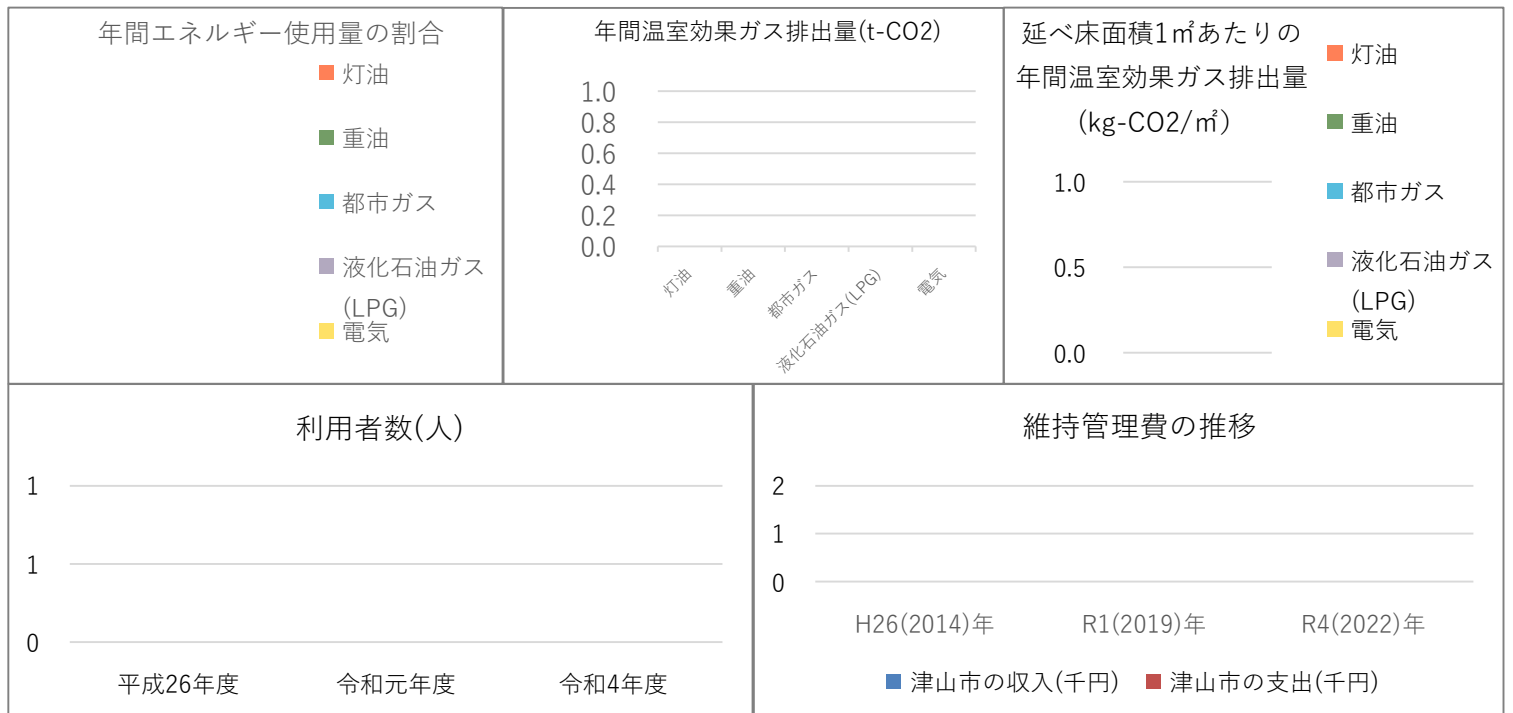 年間エネルギー使用量の割合
灯油
重油
都市ガス
液化石油ガス
(LPG)
電気
年間温室効果ガス排出量(t-CO2)
1.0
0.8
0.6
0.4
0.2
0.0
灯油
重油
都市ガス
液化石油ガス(LPG)
電気
延べ床面積1㎡あたりの
年間温室効果ガス排出量
(kg-CO2/㎡)
1.0
0.5
0.0
灯油
重油
都市ガス
液化石油ガス
(LPG)
電気
利用者数(人)
1
1
0
平成26年度
令和元年度
令和4年度
維持管理費の推移
2
1
0
H26(2014)年
R1(2019)年
R4(2022)年
津山市の収入(千円)
津山市の支出(千円)